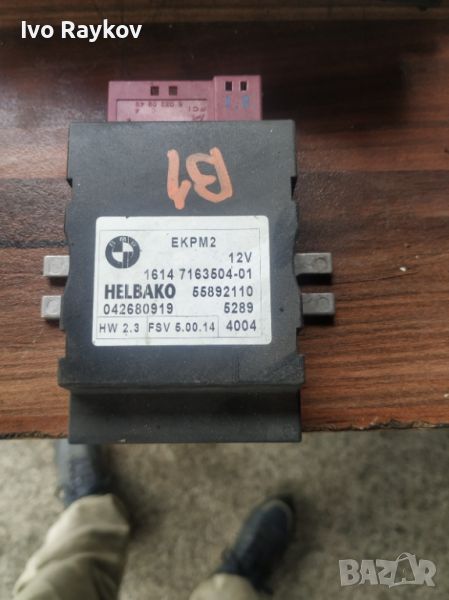 Ivo Raykov
FCI
B1
EKPM2
12V
1614 7163504-01
HELBAKO 55892110
042680919 5289
HW 2.3 FSV 5.00.14 4004
BAZAR